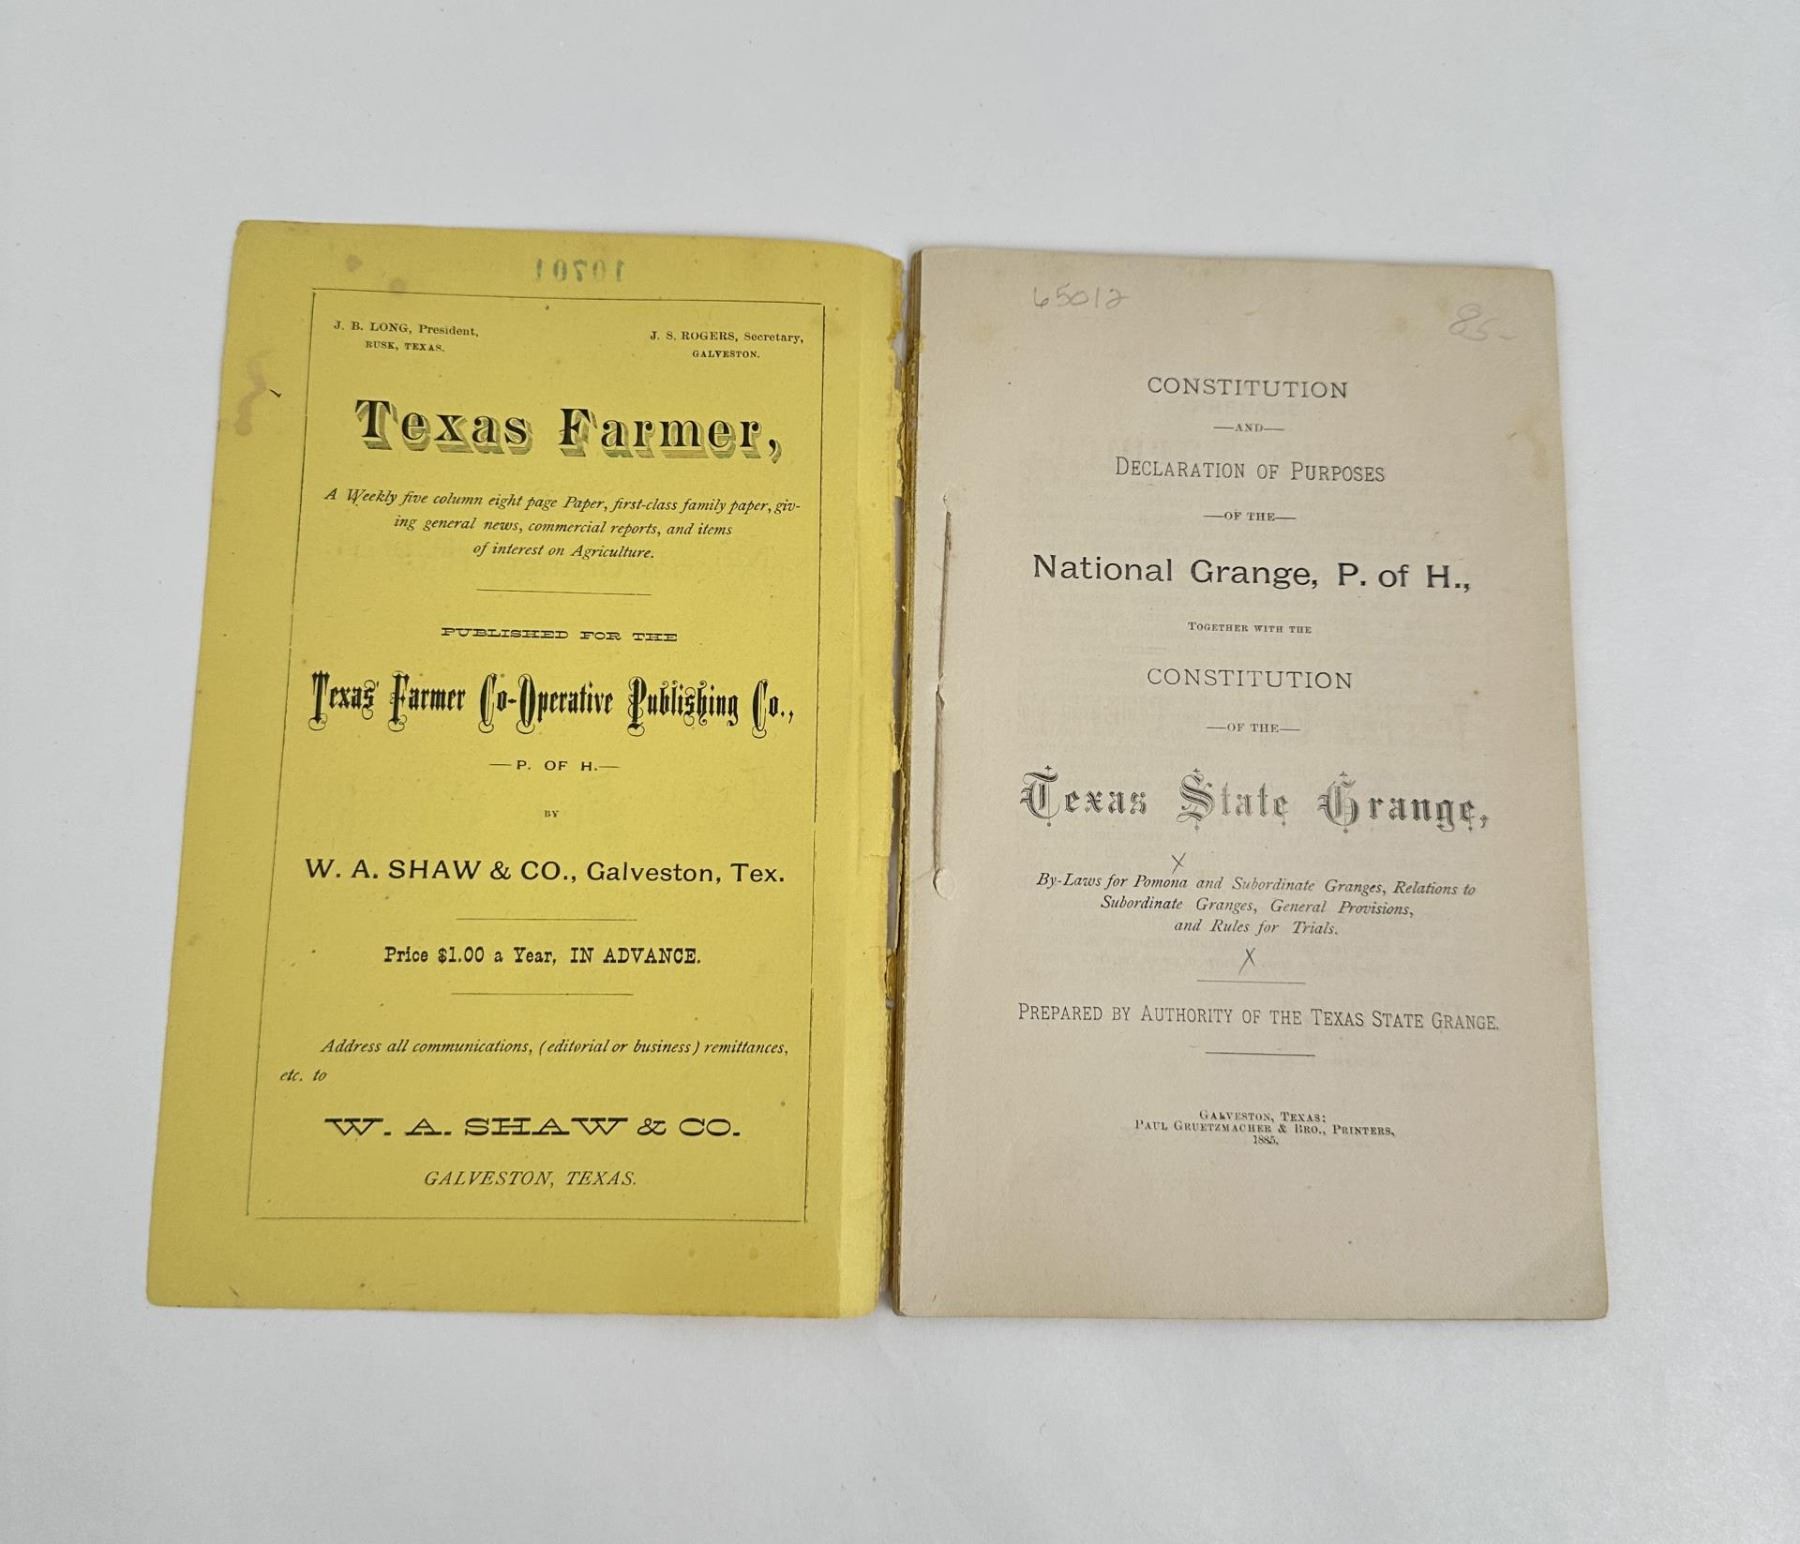 10701
J. B. LONG, President,
RUSK, TEXAS.
J. S. ROGERS, Secretary,
GALVESTON.
Texas Farmer,
A Weekly five column eight page Paper, first-class family paper, giv-
ing general news, commercial reports, and items
of interest on Agriculture.
PUBLISHED FOR THE
Texas Farmer Co-Operative Publishing Co.,
—P. OF H.—
BY
W. A. SHAW & CO., Galveston, Tex.
Price $1.00 a Year, IN ADVANCE.
Address all communications, (editorial or business) remittances,
etc. to
W. A. SHAW & CO.
GALVESTON, TEXAS.
65012
85-
CONSTITUTION
—AND—
DECLARATION OF PURPOSES
—OF THE—
National Grange, P. of H.,
TOGETHER WITH THE
CONSTITUTION
—OF THE—
Texas State Grange,
X
By-Laws for Pomona and Subordinate Granges, Relations to
Subordinate Granges, General Provisions,
and Rules for Trials.
X
PREPARED BY AUTHORITY OF THE TEXAS STATE GRANGE.
GALVESTON, TEXAS:
PAUL GRUETZMACHER & BRO., PRINTERS,
1885.